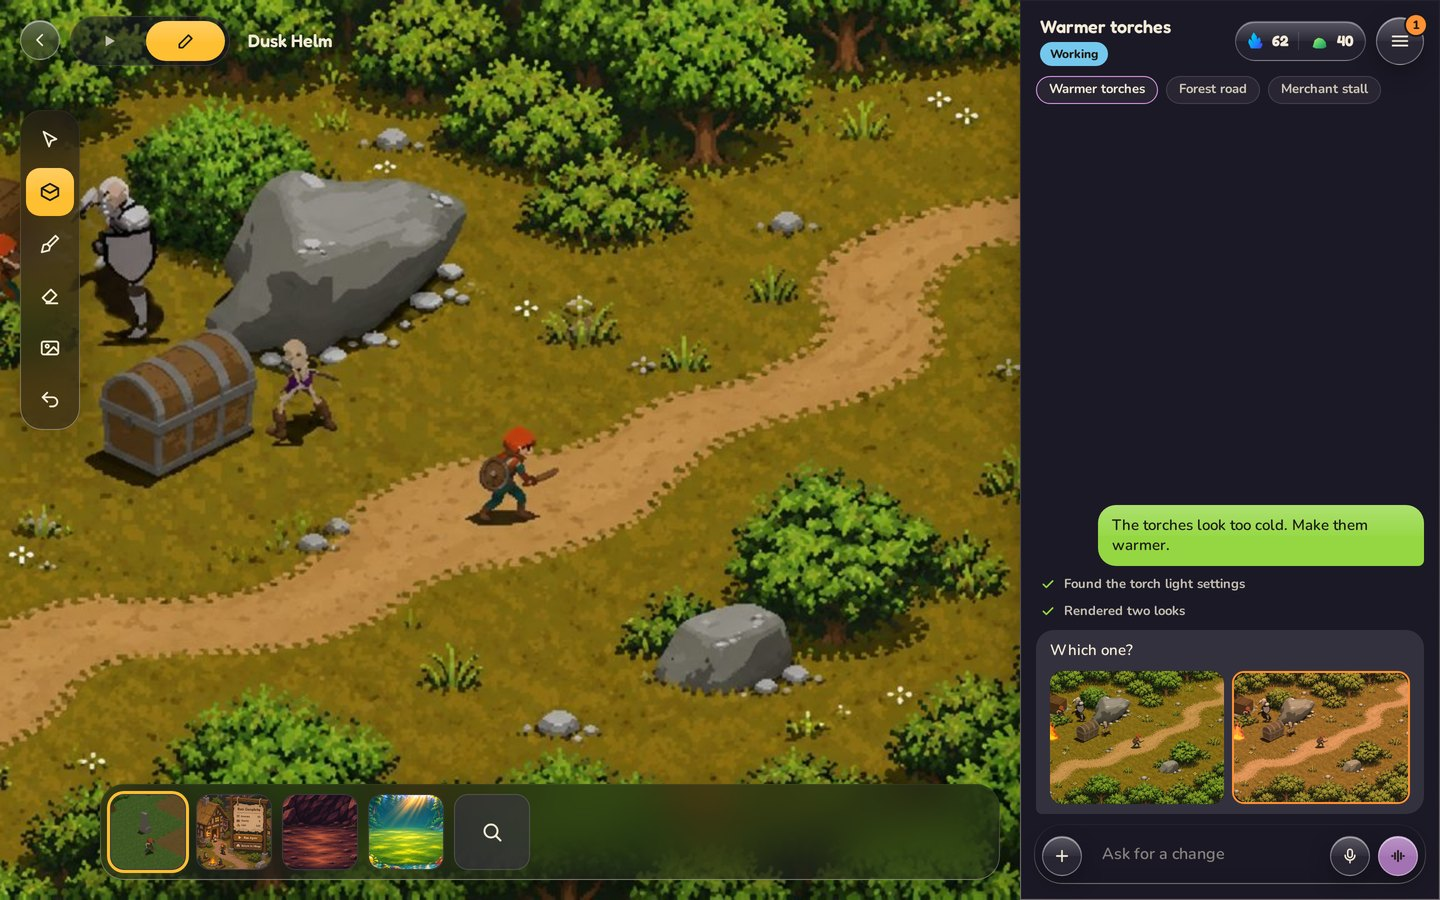 Dusk Helm
Warmer torches
Working
62
40
1
Warmer torches
Forest road
Merchant stall
The torches look too cold. Make them
warmer.
Found the torch light settings
Rendered two looks
Which one?
Ask for a change